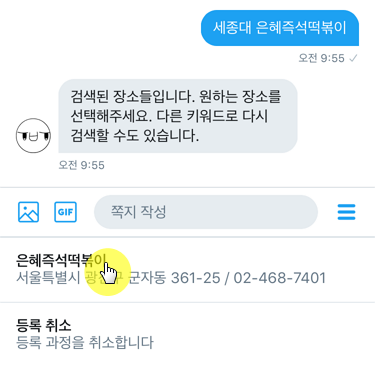 세종대 은혜즉석떡볶이
오전 9:55
검색된 장소들입니다. 원하는 장소를
선택해주세요. 다른 키워드로 다시
검색할 수도 있습니다.
오전 9:55
GIF
쪽지 작성
은혜즉석떡볶이
서울특별시 광진구 군자동 361-25 / 02-468-7401
등록 취소
등록 과정을 취소합니다